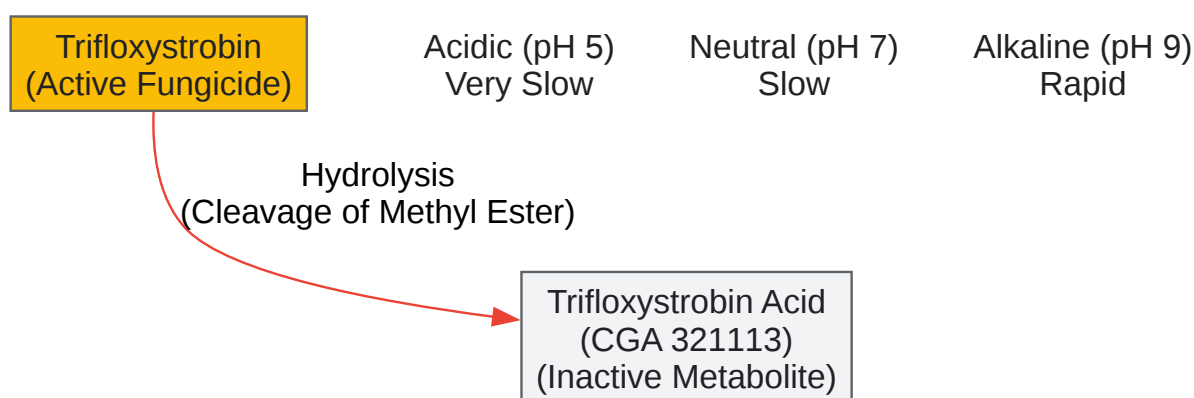 Trifloxystrobin
(Active Fungicide)
Acidic (pH 5)
Very Slow
Neutral (pH 7)
Slow
Alkaline (pH 9)
Rapid
Hydrolysis
(Cleavage of Methyl Ester)
Trifloxystrobin Acid
(CGA 321113)
(Inactive Metabolite)